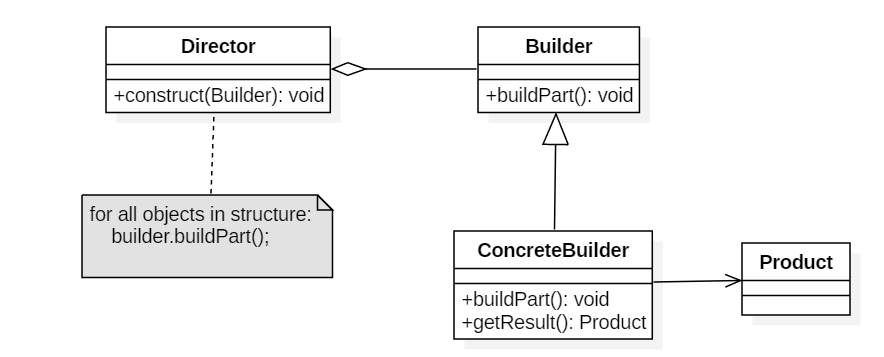 Director
+construct(Builder): void
Builder
+buildPart(): void
for all objects in structure:
builder.buildPart();
ConcreteBuilder
+buildPart(): void
+getResult(): Product
Product